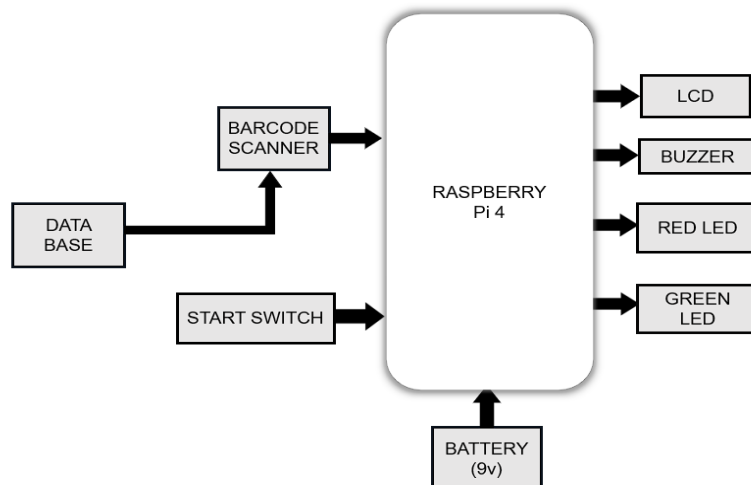 LCD
BARCODE
SCANNER
BUZZER
RASPBERRY
Pi 4
DATA
BASE
RED LED
START SWITCH
GREEN
LED
BATTERY
(9v)